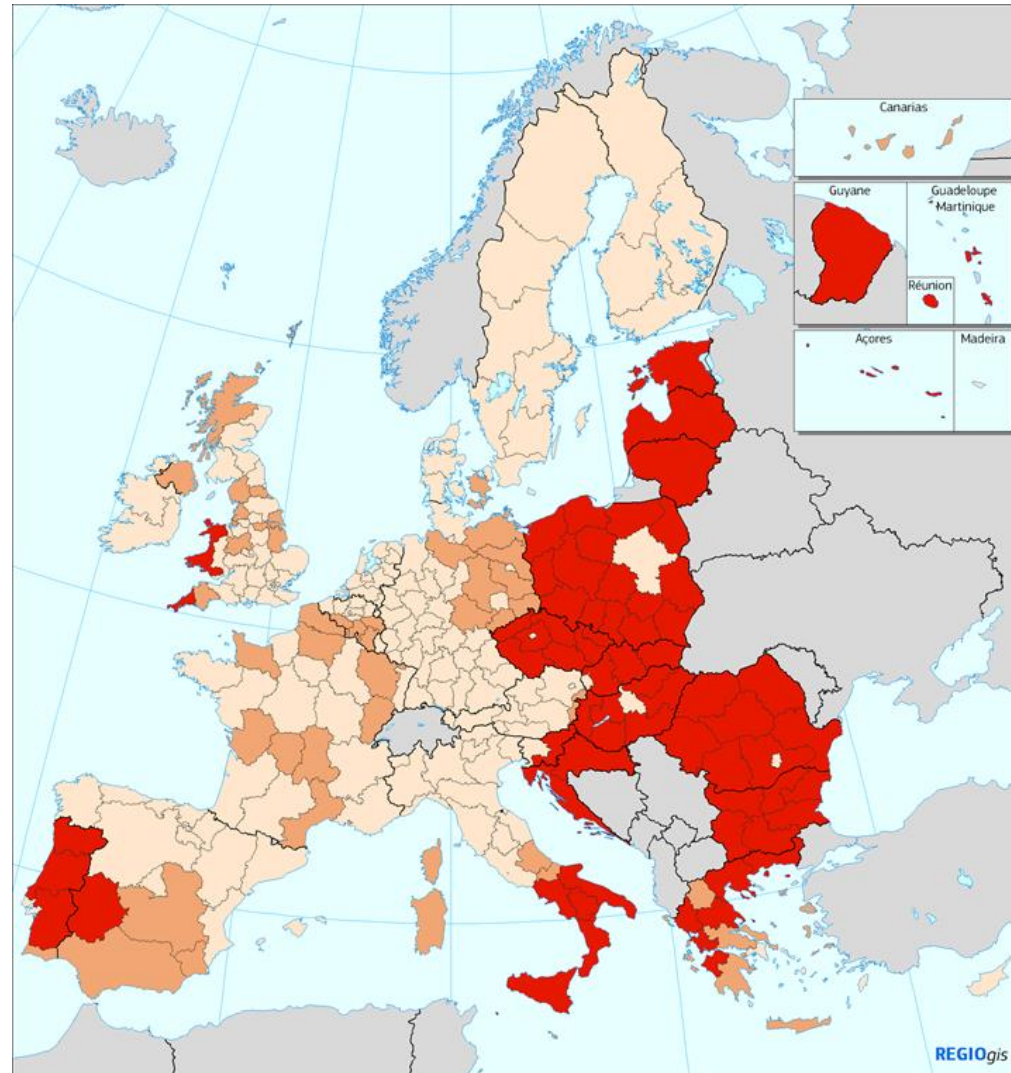 Canarias
Guyane
Guadeloupe
Martinique
Réunion
Açores
Madeira
REGIOgis